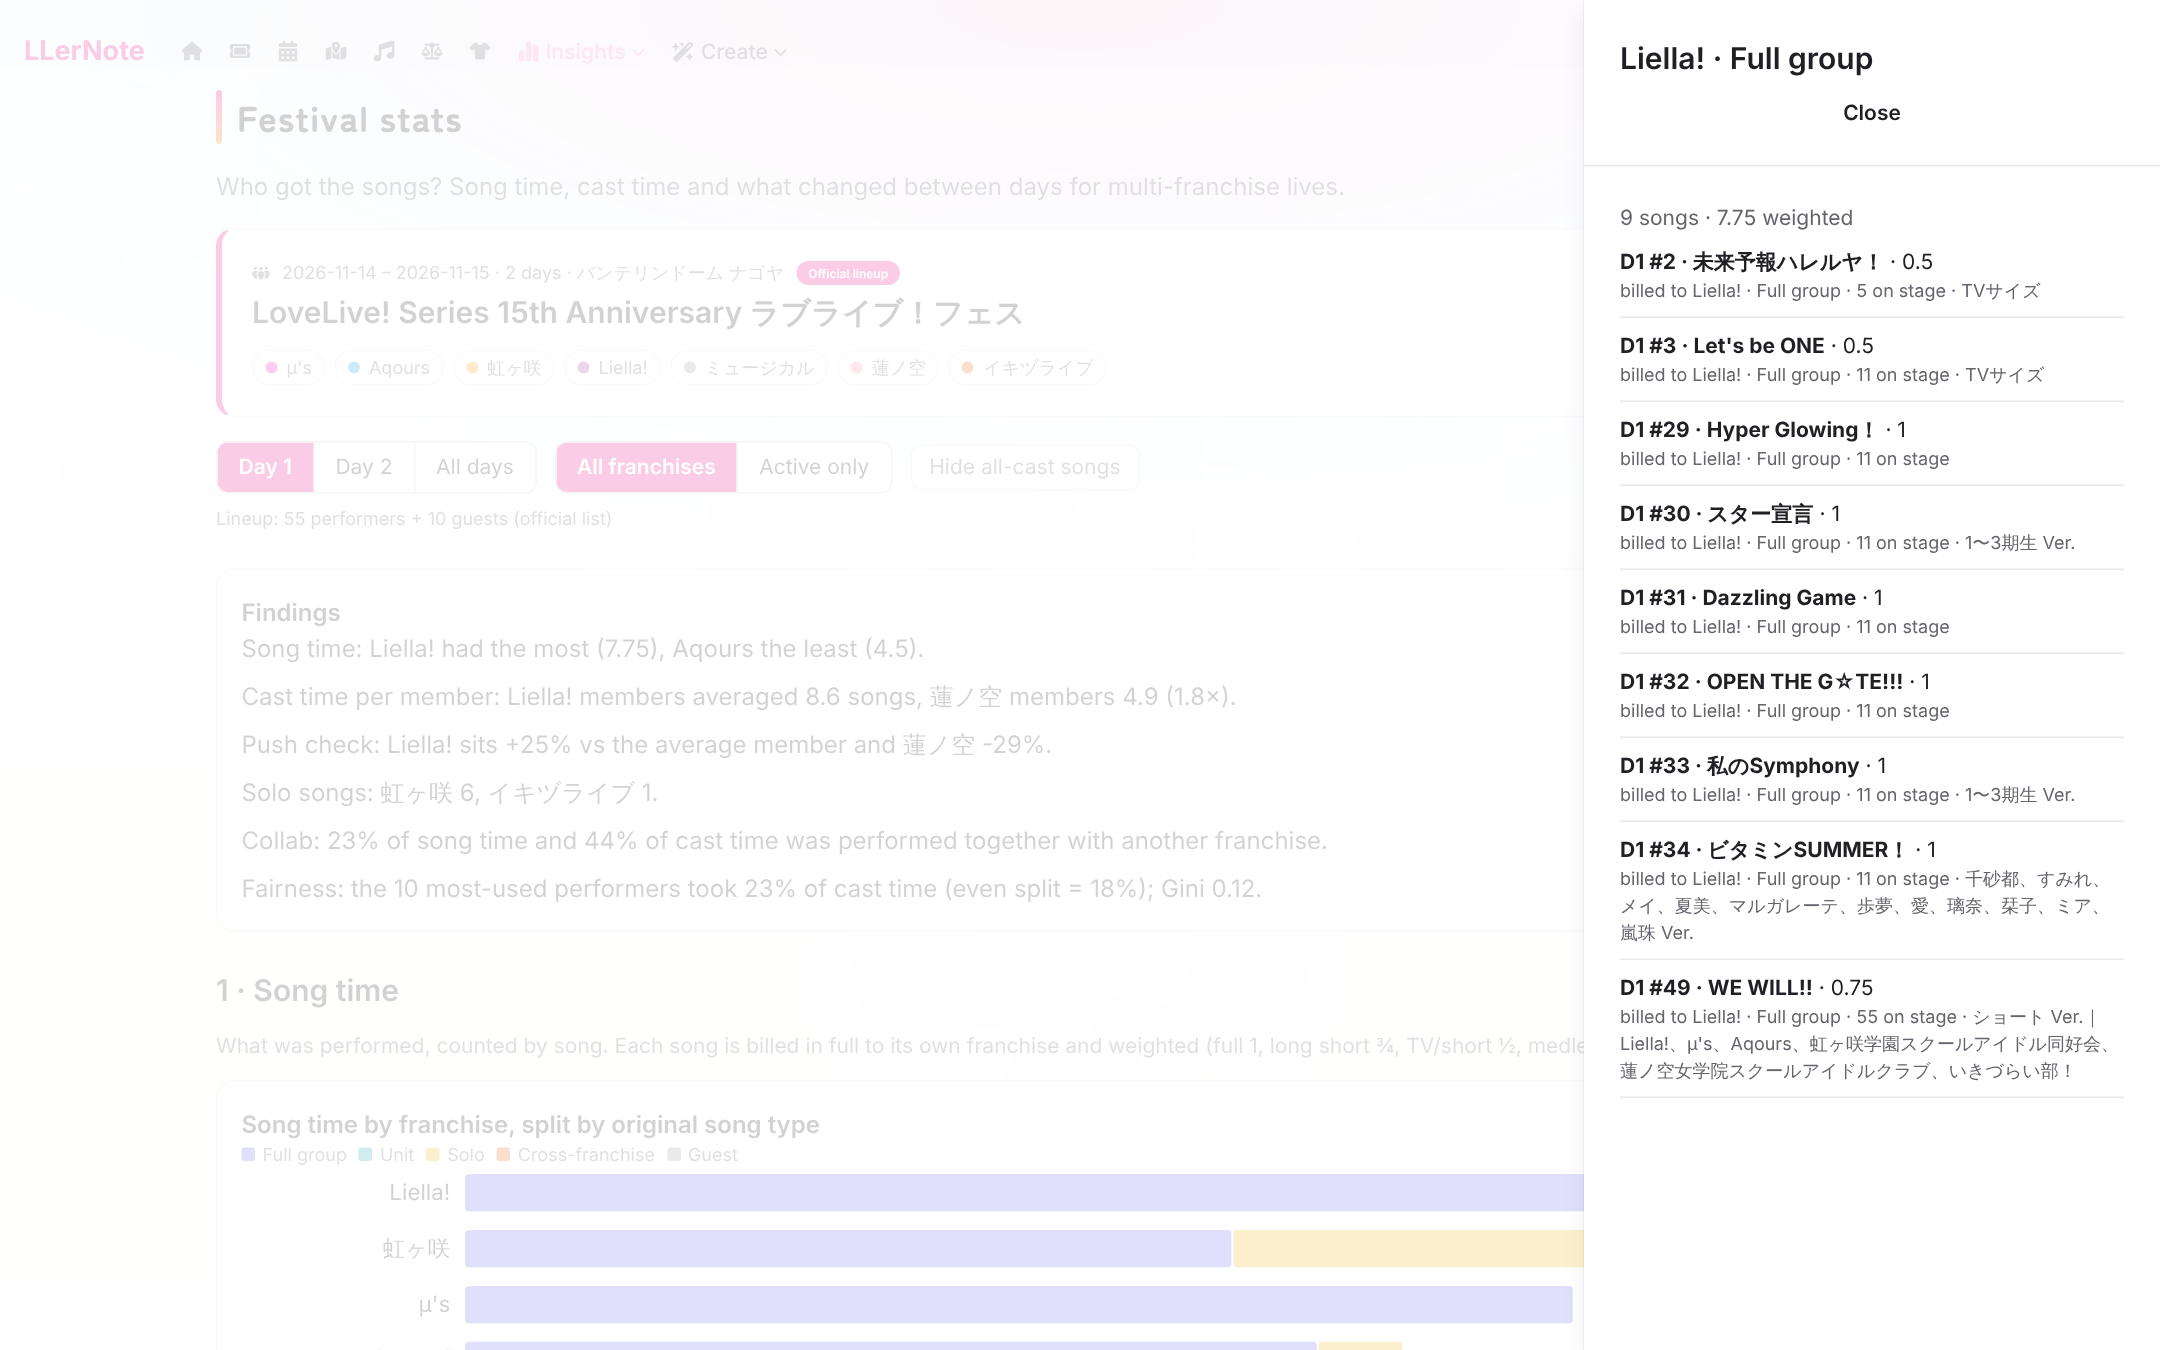 LLerNote
Insights
Create
Festival stats
Who got the songs? Song time, cast time and what changed between days for multi-franchise lives.
2026-11-14 – 2026-11-15 · 2 days · バンテリンドーム ナゴヤ
Official lineup
LoveLive! Series 15th Anniversary ラブライブ！フェス
μ's
Aqours
虹ヶ咲
Liella!
ミュージカル
蓮ノ空
イキヅライブ
Day 1
Day 2
All days
All franchises
Active only
Hide all-cast songs
Lineup: 55 performers + 10 guests (official list)
Findings
Song time: Liella! had the most (7.75), Aqours the least (4.5).
Cast time per member: Liella! members averaged 8.6 songs, 蓮ノ空 members 4.9 (1.8×).
Push check: Liella! sits +25% vs the average member and 蓮ノ空 -29%.
Solo songs: 虹ヶ咲 6, イキヅライブ 1.
Collab: 23% of song time and 44% of cast time was performed together with another franchise.
Fairness: the 10 most-used performers took 23% of cast time (even split = 18%); Gini 0.12.
1 · Song time
What was performed, counted by song. Each song is billed in full to its own franchise and weighted (full 1, long short ¾, TV/short ½, medle
Song time by franchise, split by original song type
Full group
Unit
Solo
Cross-franchise
Guest
Liella!
虹ヶ咲
μ's
Liella! · Full group
Close
9 songs · 7.75 weighted
D1 #2 · 未来予報ハレルヤ！ · 0.5
billed to Liella! · Full group · 5 on stage · TVサイズ
D1 #3 · Let's be ONE · 0.5
billed to Liella! · Full group · 11 on stage · TVサイズ
D1 #29 · Hyper Glowing！ · 1
billed to Liella! · Full group · 11 on stage
D1 #30 · スター宣言 · 1
billed to Liella! · Full group · 11 on stage · 1〜3期生 Ver.
D1 #31 · Dazzling Game · 1
billed to Liella! · Full group · 11 on stage
D1 #32 · OPEN THE G☆TE!!! · 1
billed to Liella! · Full group · 11 on stage
D1 #33 · 私のSymphony · 1
billed to Liella! · Full group · 11 on stage · 1〜3期生 Ver.
D1 #34 · ビタミンSUMMER！ · 1
billed to Liella! · Full group · 11 on stage · 千砂都、すみれ、
メイ、夏美、マルガレーテ、歩夢、愛、璃奈、栞子、ミア、
嵐珠 Ver.
D1 #49 · WE WILL!! · 0.75
billed to Liella! · Full group · 55 on stage · ショート Ver.｜
Liella!、μ's、Aqours、虹ヶ咲学園スクールアイドル同好会、
蓮ノ空女学院スクールアイドルクラブ、いきづらい部！